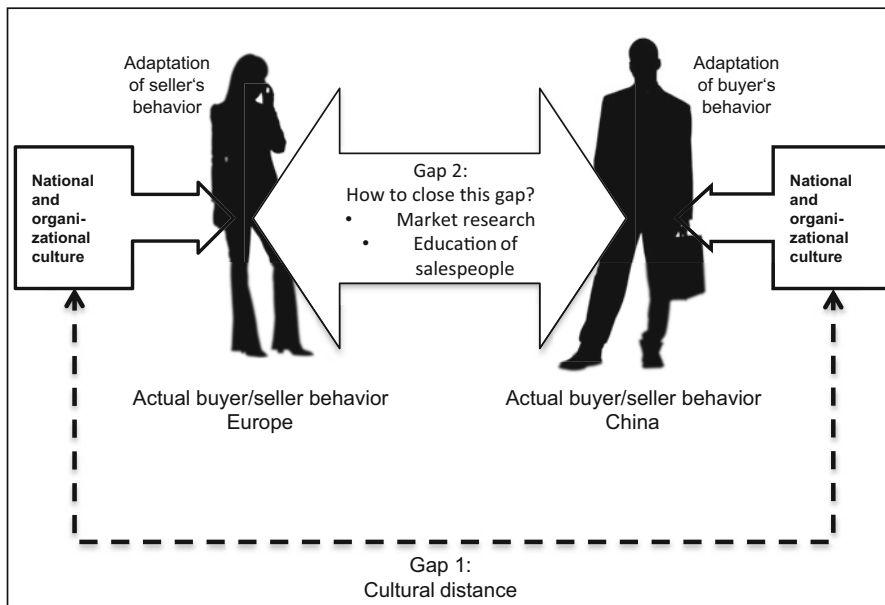 Adaptation
of seller‘s
behavior
Adaptation
of buyer‘s
behavior
National
and
organi-
zational
culture
Gap 2:
How to close this gap?
• Market research
• Education of
salespeople
National
and
organi-
zational
culture
Actual buyer/seller behavior
Europe
Actual buyer/seller behavior
China
Gap 1:
Cultural distance